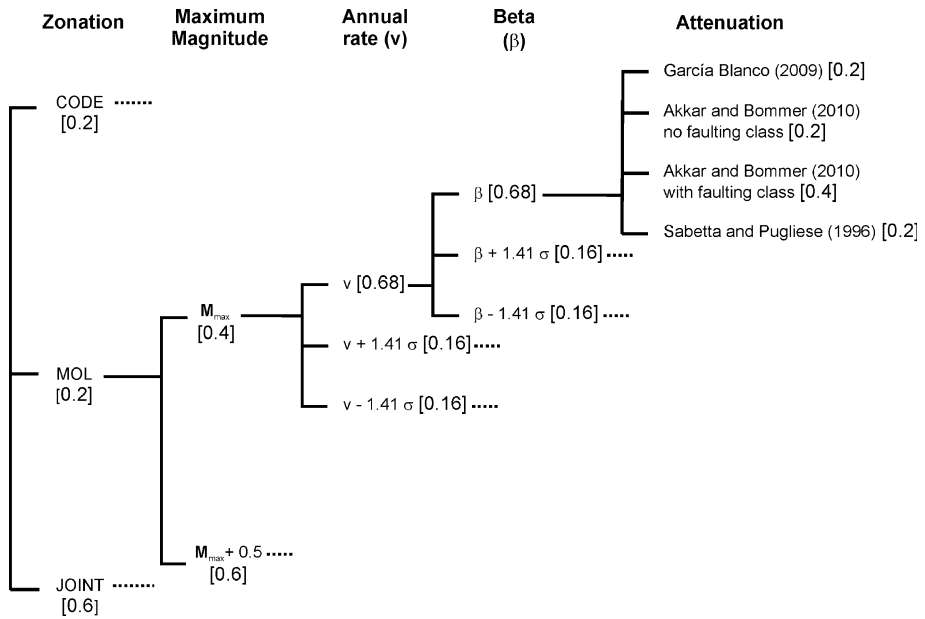 Zonation
Maximum
Magnitude
Annual
rate (ν)
Beta
(β)
Attenuation
CODE
[0.2]
MOL
[0.2]
JOINT
[0.6]
Mmax
[0.4]
Mmax + 0.5
[0.6]
ν [0.68]
ν + 1.41 σ [0.16]
ν - 1.41 σ [0.16]
β [0.68]
β + 1.41 σ [0.16]
β - 1.41 σ [0.16]
García Blanco (2009) [0.2]
Akkar and Bommer (2010)
no faulting class [0.2]
Akkar and Bommer (2010)
with faulting class [0.4]
Sabetta and Pugliese (1996) [0.2]